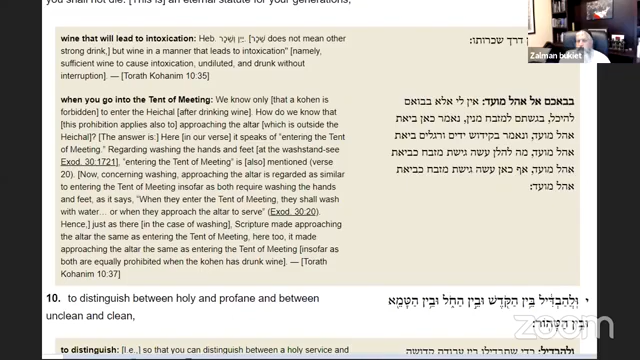 you shall not die. [This is] an eternal statute for your generations,
wine that will lead to intoxication: Heb. יַיִן וְשֵׁכָר. [שֵׁכָר does not mean other
strong drink,] but wine in a manner that leads to intoxication" [namely,
sufficient wine to cause intoxication, undiluted, and drunk without
interruption]. — [Torath Kohanim 10:35]
דרך שכרותו:
Zalman bukiet
when you go into the Tent of Meeting: We know only [that a kohen is
forbidden] to enter the Heichal [after drinking wine]. How do we know that
[this prohibition applies also to] approaching the altar [which is outside the
Heichal]? [The answer is:] Here [in our verse] it speaks of "entering the Tent
of Meeting." Regarding washing the hands and feet [at the washstand-see
Exod. 30:1721], "entering the Tent of Meeting" is [also] mentioned (verse
20). [Now, concerning washing, approaching the altar is regarded as similar
to entering the Tent of Meeting insofar as both require washing the hands
and feet, as it says, "When they enter the Tent of Meeting, they shall wash
with water... or when they approach the altar to serve" (Exod. 30:20).
Hence,] just as there [in the case of washing], Scripture made approaching
the altar the same as entering the Tent of Meeting, here too, it made
approaching the altar the same as entering the Tent of Meeting [insofar as
both are equally prohibited when the kohen has drunk wine]. — [Torath
Kohanim 10:37]
בבאכם אל אהל מועד: אין לי אלא בבואם
להיכל, בגשתם למזבח מנין, נאמר כאן ביאת
אהל מועד, ונאמר בקידוש ידים ורגלים ביאת
אהל מועד, מה להלן עשה גישת מזבח כביאת
אהל מועד, אף כאן עשה גישת מזבח כביאת
אהל מועד:
10. to distinguish between holy and profane and between
unclean and clean,
י וּֽלְהַבְדִּ֔יל בֵּ֥ין הַקֹּ֖דֶשׁ וּבֵ֣ין הַחֹ֑ל וּבֵ֥ין הַטָּמֵ֖א
וּבֵ֥ין הַטָּהֽוֹר:
zoom
to distinguish: [I.e.,] so that you can distinguish between a holy service and
ולהבדיל: כדי שתבדילו בין עבודה קדושה